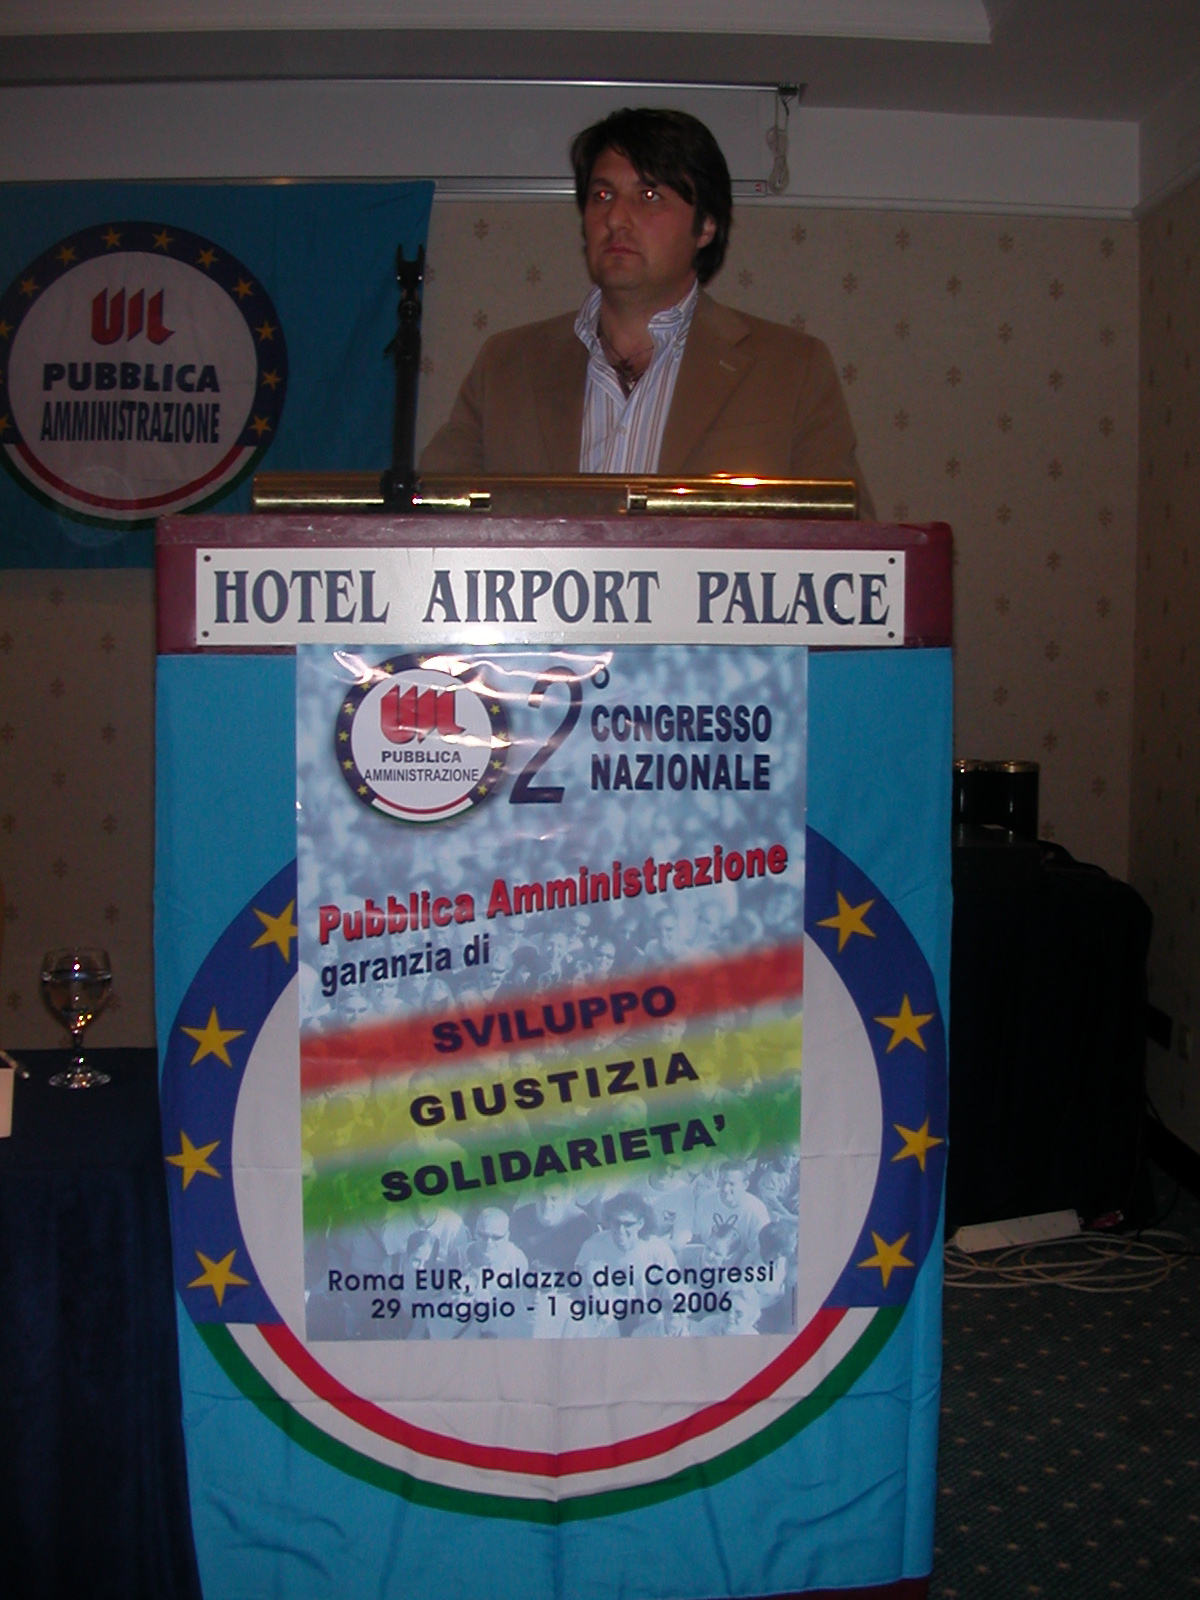 UIL
PUBBLICA
AMMINISTRAZIONE
HOTEL AIRPORT PALACE
UIL
PUBBLICA
AMMINISTRAZIONE
2°
CONGRESSO
NAZIONALE
Pubblica Amministrazione
garanzia di
SVILUPPO
GIUSTIZIA
SOLIDARIETA'
Roma EUR, Palazzo dei Congressi
29 maggio - 1 giugno 2006